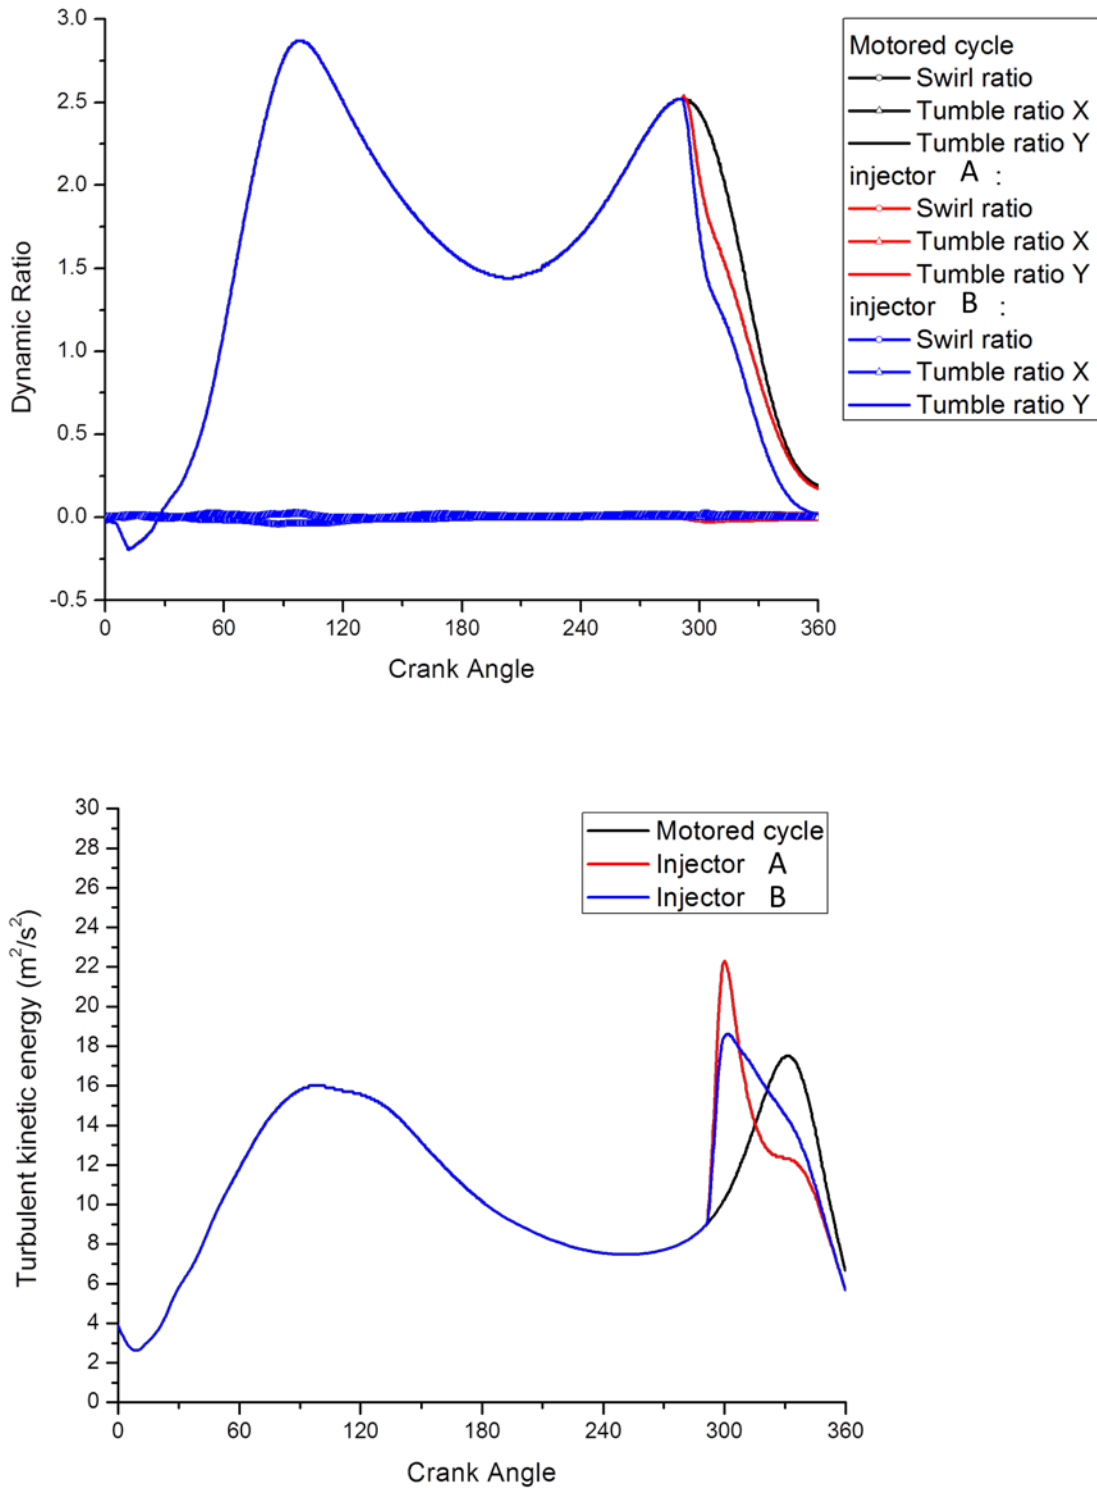 3.0
2.5
2.0
1.5
1.0
0.5
0.0
-0.5
Dynamic Ratio
0 60 120 180 240 300 360
Crank Angle
Motored cycle
Swirl ratio
Tumble ratio X
Tumble ratio Y
injector A :
Swirl ratio
Tumble ratio X
Tumble ratio Y
injector B :
Swirl ratio
Tumble ratio X
Tumble ratio Y
30
28
26
24
22
20
18
16
14
12
10
8
6
4
2
0
Turbulent kinetic energy (m²/s²)
0 60 120 180 240 300 360
Crank Angle
Motored cycle
Injector A
Injector B